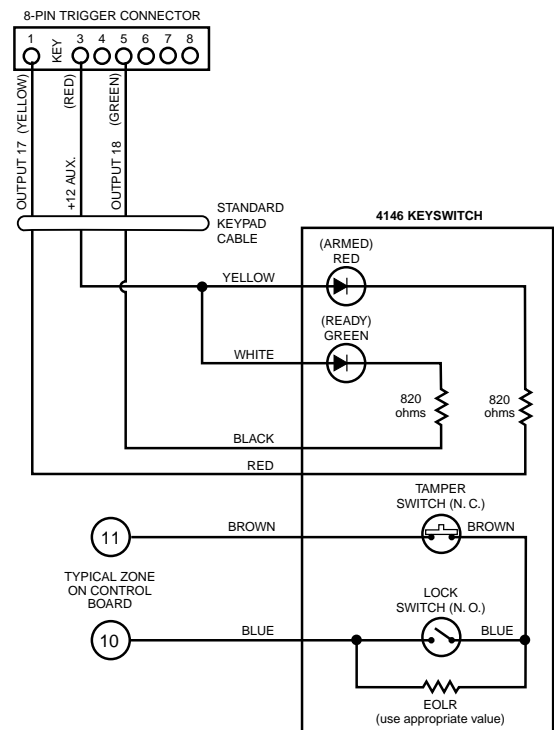 8-PIN TRIGGER CONNECTOR
1 KEY 3 4 5 6 7 8
OUTPUT 17 (YELLOW)
+12 AUX. (RED)
OUTPUT 18 (GREEN)
STANDARD
KEYPAD
CABLE
4146 KEYSWITCH
(ARMED)
RED
YELLOW
(READY)
GREEN
WHITE
820
ohms
820
ohms
BLACK
RED
TAMPER
SWITCH (N. C.)
11
BROWN
BROWN
TYPICAL ZONE
ON CONTROL
BOARD
LOCK
SWITCH (N. O.)
10
BLUE
BLUE
EOLR
(use appropriate value)